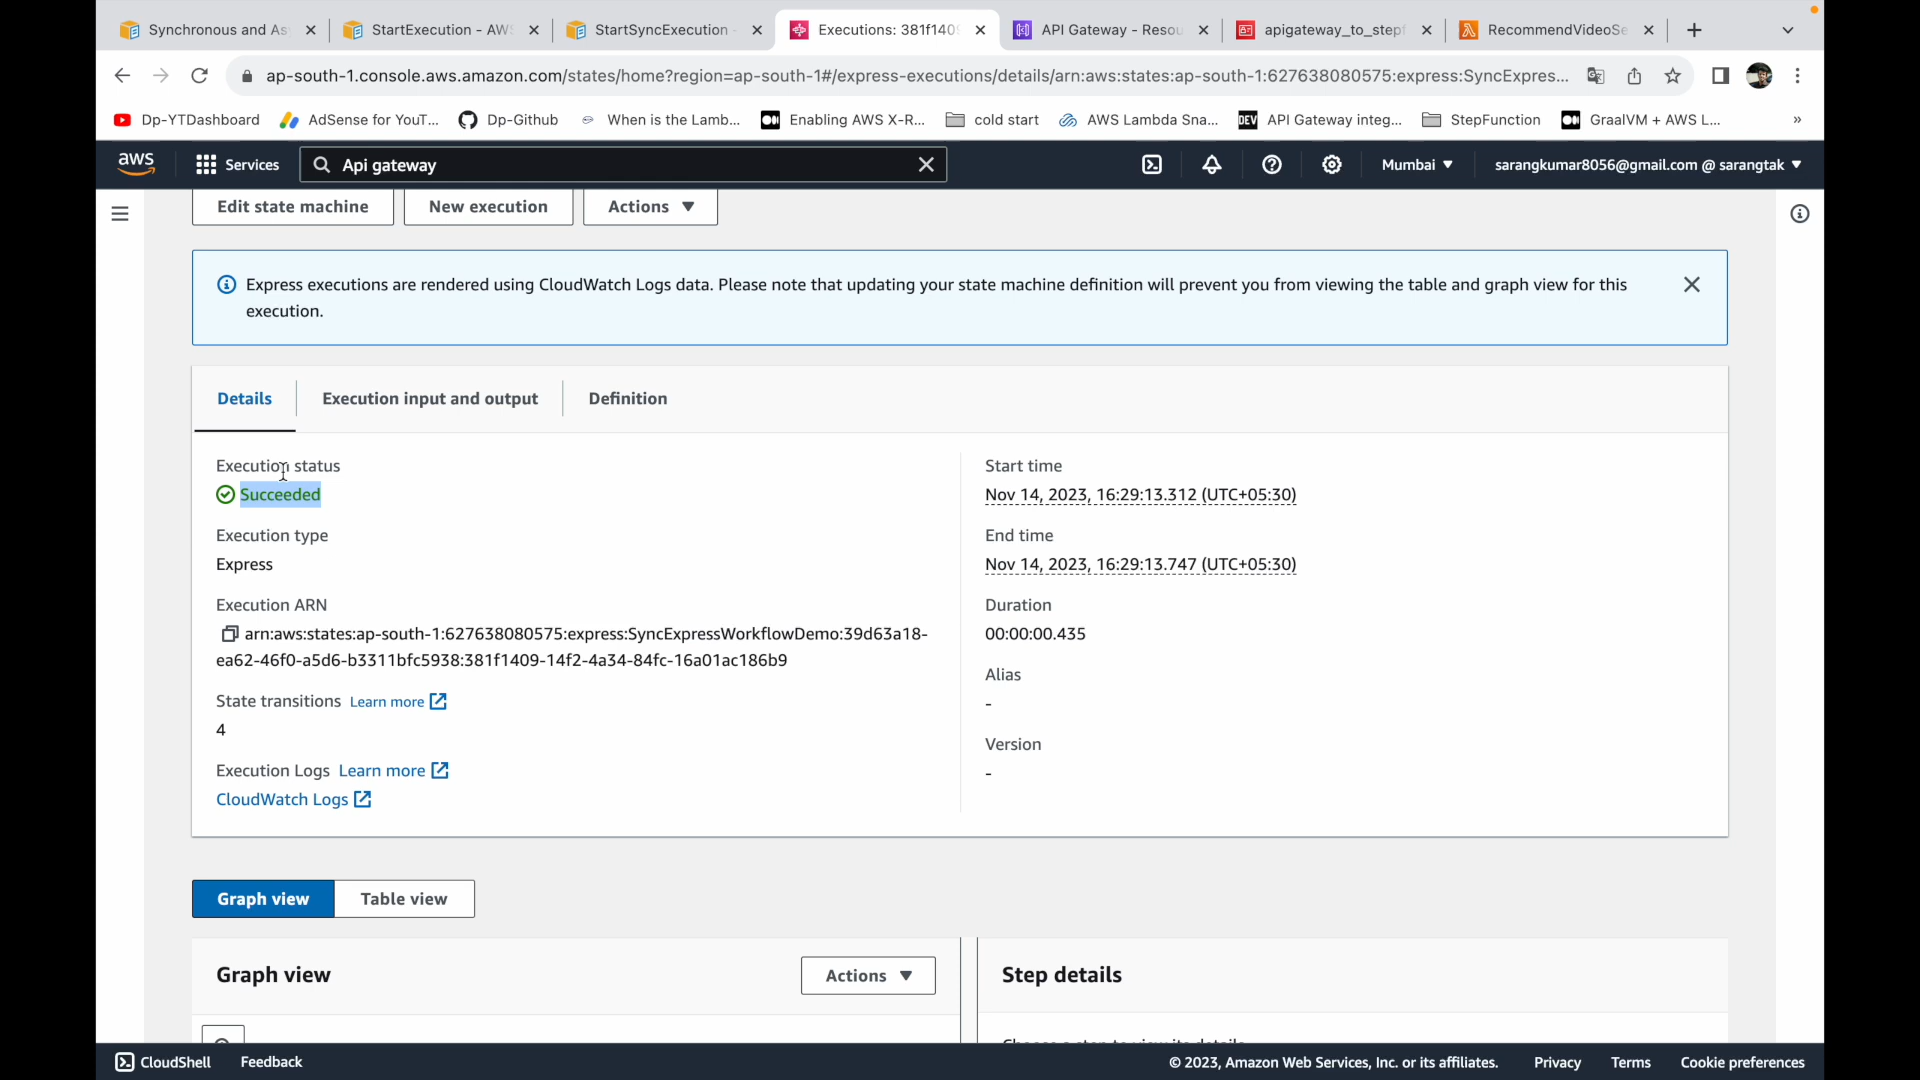 Synchronous and As
StartExecution - AWS
StartSyncExecution -
Executions: 381f1409
API Gateway - Resou
apigateway_to_stepf
RecommendVideoSe
ap-south-1.console.aws.amazon.com/states/home?region=ap-south-1#/express-executions/details/arn:aws:states:ap-south-1:627638080575:express:SyncExpres...
Dp-YTDashboard
AdSense for YouT...
Dp-Github
When is the Lamb...
Enabling AWS X-R...
cold start
AWS Lambda Sna...
DEV
API Gateway integ...
StepFunction
GraalVM + AWS L...
»
aws
Services
Api gateway
Mumbai
sarangkumar8056@gmail.com @ sarangtak
Edit state machine
New execution
Actions
Express executions are rendered using CloudWatch Logs data. Please note that updating your state machine definition will prevent you from viewing the table and graph view for this
execution.
Details
Execution input and output
Definition
Execution status
Succeeded
Execution type
Express
Execution ARN
arn:aws:states:ap-south-1:627638080575:express:SyncExpressWorkflowDemo:39d63a18-
ea62-46f0-a5d6-b3311bfc5938:381f1409-14f2-4a34-84fc-16a01ac186b9
State transitions Learn more
4
Execution Logs Learn more
CloudWatch Logs
Start time
Nov 14, 2023, 16:29:13.312 (UTC+05:30)
End time
Nov 14, 2023, 16:29:13.747 (UTC+05:30)
Duration
00:00:00.435
Alias
-
Version
-
Graph view
Table view
Graph view
Actions
Step details
CloudShell
Feedback
© 2023, Amazon Web Services, Inc. or its affiliates.
Privacy
Terms
Cookie preferences